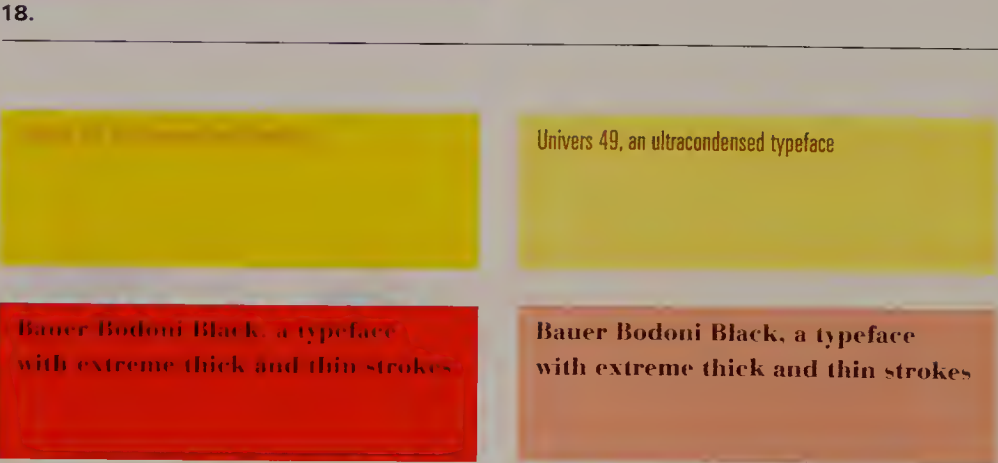 18.
Univers 49, an ultracondensed typeface
Bauer Bodoni Black, a typeface
with extreme thick and thin strokes
Bauer Bodoni Black, a typeface
with extreme thick and thin strokes